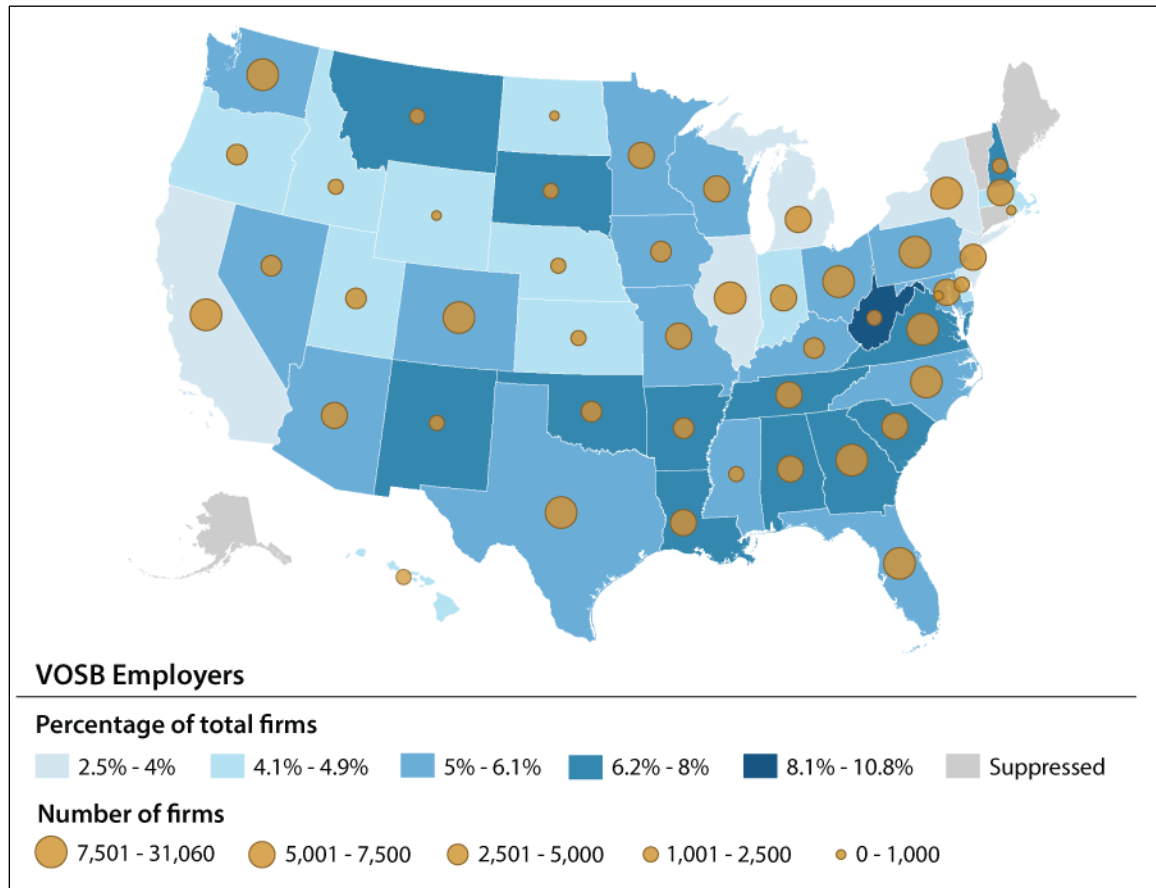 VOSB Employers
Percentage of total firms
2.5% - 4% 4.1% - 4.9% 5% - 6.1% 6.2% - 8% 8.1% - 10.8% Suppressed
Number of firms
7,501 - 31,060 5,001 - 7,500 2,501 - 5,000 1,001 - 2,500 0 - 1,000